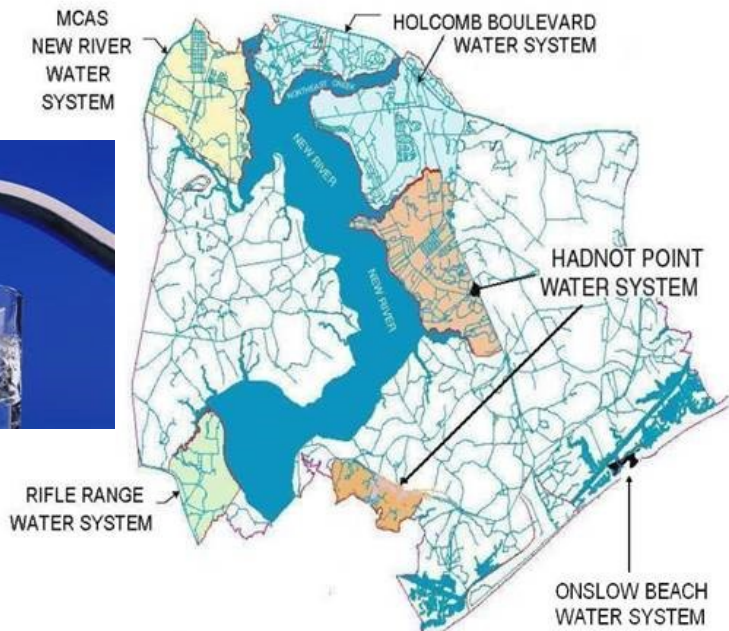 MCAS
NEW RIVER
WATER
SYSTEM
HOLCOMB BOULEVARD
WATER SYSTEM
NORTHEAST CREEK
NEW RIVER
NEW RIVER
HADNOT POINT
WATER SYSTEM
RIFLE RANGE
WATER SYSTEM
ONSLOW BEACH
WATER SYSTEM